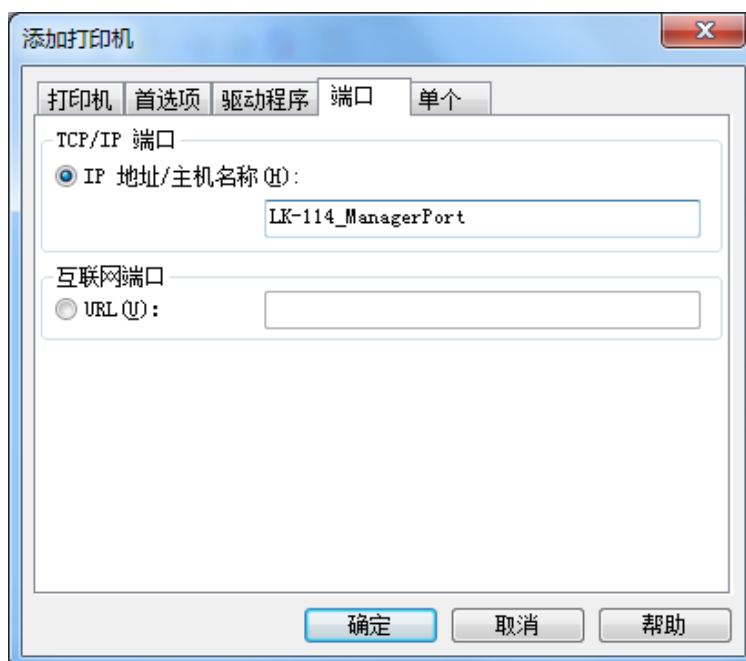 添加打印机
打印机 首选项 驱动程序 端口 单个
TCP/IP 端口
IP 地址/主机名称(H):
LK-114_ManagerPort
互联网端口
URL(U):
确定 取消 帮助